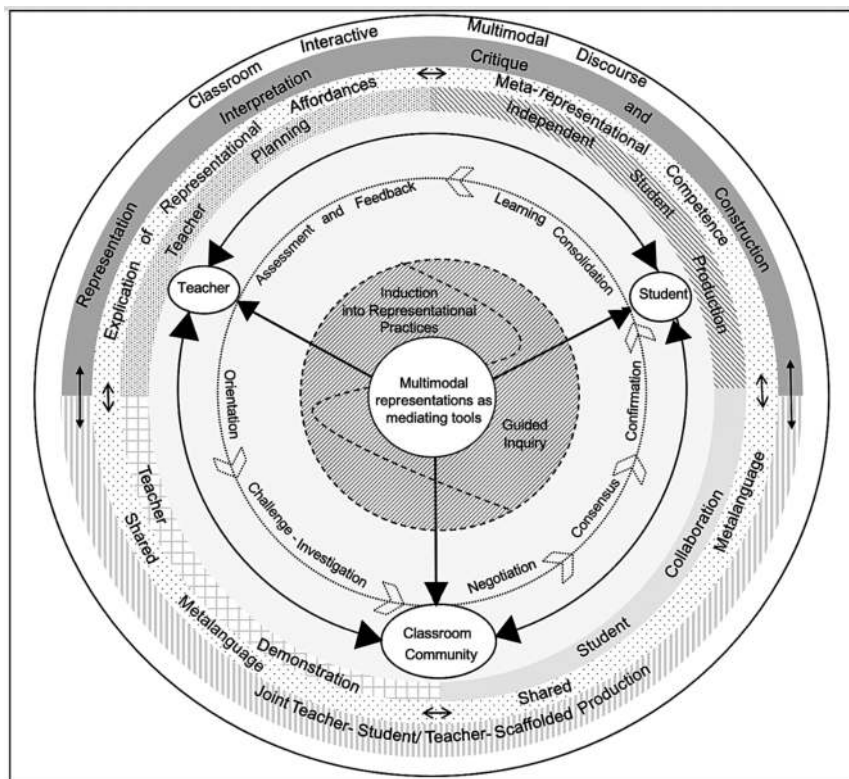 Classroom Interactive Multimodal Discourse
Representation Interpretation Critique and Construction
Explication of Representational Affordances
Meta-representational Competence
Teacher Planning
Independent Student Production
Assessment and Feedback
Learning Consolidation
Teacher
Student
Induction
into Representational
Practices
Multimodal
representations as
mediating tools
Guided
Inquiry
Orientation
Confirmation
Challenge - Investigation
Negotiation
Consensus
Classroom
Community
Teacher Demonstration
Student Collaboration
Shared Metalanguage
Shared Metalanguage
Joint Teacher- Student/ Teacher- Scaffolded Production